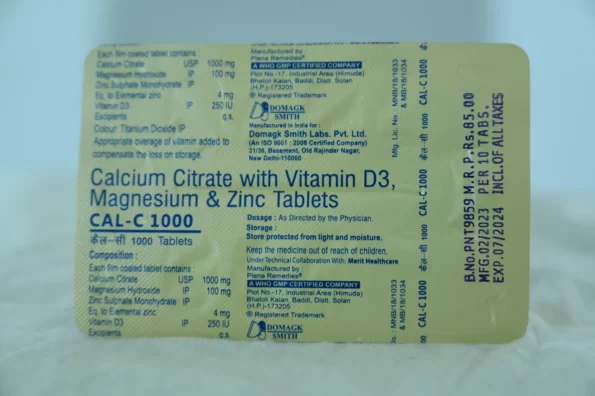 Each film coated tablet contains :
Calcium Citrate USP 1000 mg
Magnesium Hydroxide IP 100 mg
Zinc Sulphate Monohydrate IP
Eq. to Elemental zinc 4 mg
Vitamin D3 IP 250 IU
Excipients q.s.
Colour: Titanium Dioxide IP
Appropriate overage of vitamin added to
compensate the loss on storage.
Manufactured by :
Plena Remedies®
A WHO GMP CERTIFIED COMPANY
Plot No.-17, Industrial Area (Himuda)
Bhatoli Kalan, Baddi, Distt. Solan
(H.P.)-173205
® Registered Trademark
DOMAGK
SMITH
Manufactured in India for :
Domagk Smith Labs. Pvt. Ltd.
(An ISO 9001 : 2008 Certified Company)
31/36, Basement, Old Rajinder Nagar,
New Delhi-110060
Calcium Citrate with Vitamin D3,
Magnesium & Zinc Tablets
CAL-C 1000
कैल-सी 1000 Tablets
Dosage : As Directed by the Physician.
Storage :
Store protected from light and moisture.
Keep the medicine out of reach of children.
Under Technical Collaboration With: Merit Healthcare
Composition :
Each film coated tablet contains :
Calcium Citrate USP 1000 mg
Magnesium Hydroxide IP 100 mg
Zinc Sulphate Monohydrate IP
Eq. to Elemental zinc 4 mg
Vitamin D3 IP 250 IU
Excipients q.s.
Manufactured by :
Plena Remedies®
A WHO GMP CERTIFIED COMPANY
Plot No.-17, Industrial Area (Himuda)
Bhatoli Kalan, Baddi, Distt. Solan
(H.P.)-173205
® Registered Trademark
DOMAGK
SMITH
Mfg. Lic. No. : MNB/18/1033
& MB/18/1034
CAL-C 1000
कैल-सी 1000
MNB/18/1033
& MB/18/1034
CAL-C 1000
B.No.PNT9859 M.R.P.Rs.85.00
MFG.02/2023 PER 10 TABS.
EXP.07/2024 INCL.OF ALL TAXES